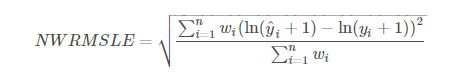 NWRMSLE = \sqrt{\frac{\sum_{i=1}^{n} w_i(\ln(\hat{y}_i + 1) - \ln(y_i + 1))^2}{\sum_{i=1}^{n} w_i}}